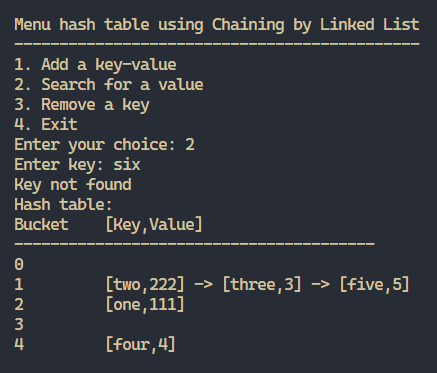 Menu hash table using Chaining by Linked List
---------------------------------------------
1. Add a key-value
2. Search for a value
3. Remove a key
4. Exit
Enter your choice: 2
Enter key: six
Key not found
Hash table:
Bucket    [Key,Value]
----------------------------------------
0
1         [two,222] -> [three,3] -> [five,5]
2         [one,111]
3
4         [four,4]